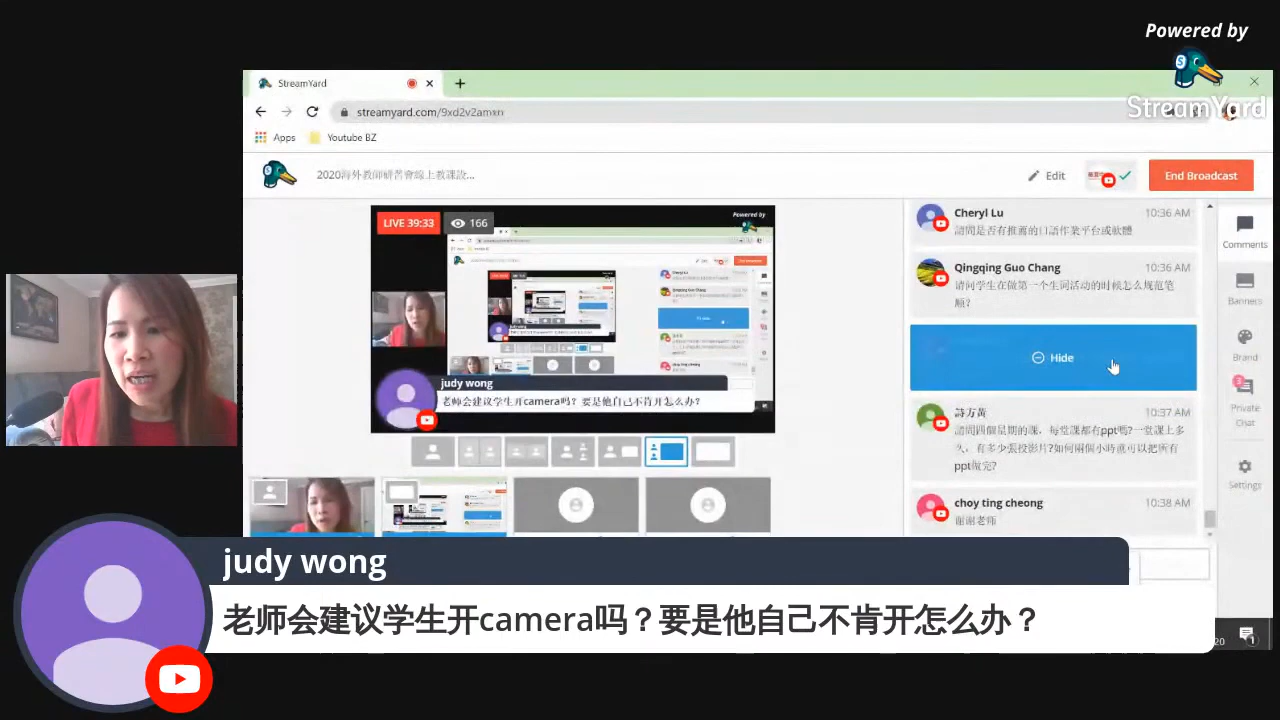 Powered by
StreamYard
StreamYard
streamyard.com/9xd2v2amxn
Apps
Youtube BZ
2020海外教師研習會線上教課設...
Edit
End Broadcast
LIVE 39:33
166
Powered by
judy wong
老师会建议学生开camera吗？要是他自己不肯开怎么办？
Cheryl Lu
10:36 AM
請問是否有推薦的口語作業平台或軟體
Qingqing Guo Chang
10:36 AM
请问学生在做第一个生词活动的时候怎么规范笔
顺？
Hide
詩方黃
10:37 AM
請問四個星期的課，每堂課都有ppt嗎?一堂課上多
久，有多少張投影片?如何兩個小時就可以把所有
ppt做完?
choy ting cheong
10:38 AM
谢谢老师
Comments
Banners
Brand
3
Private
Chat
Settings
judy wong
老师会建议学生开camera吗？要是他自己不肯开怎么办？
20
1